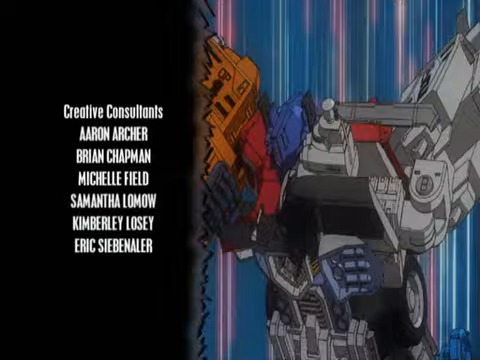 Creative Consultants
AARON ARCHER
BRIAN CHAPMAN
MICHELLE FIELD
SAMANTHA LOMOW
KIMBERLEY LOSEY
ERIC SIEBENALER